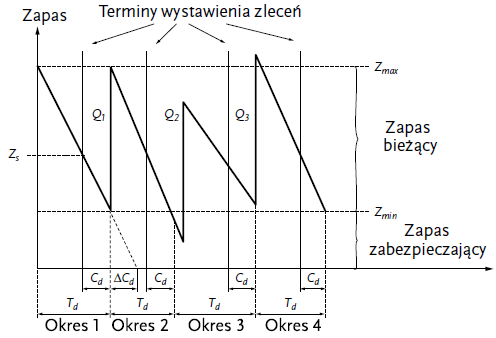 Zapas
Terminy wystawienia zleceń
Zmax
Q1
Q2
Q3
Zapas
bieżący
Zs
Zmin
Zapas
zabezpieczający
Cd
ΔCd
Cd
Cd
Cd
Td
Td
Td
Td
Okres 1
Okres 2
Okres 3
Okres 4